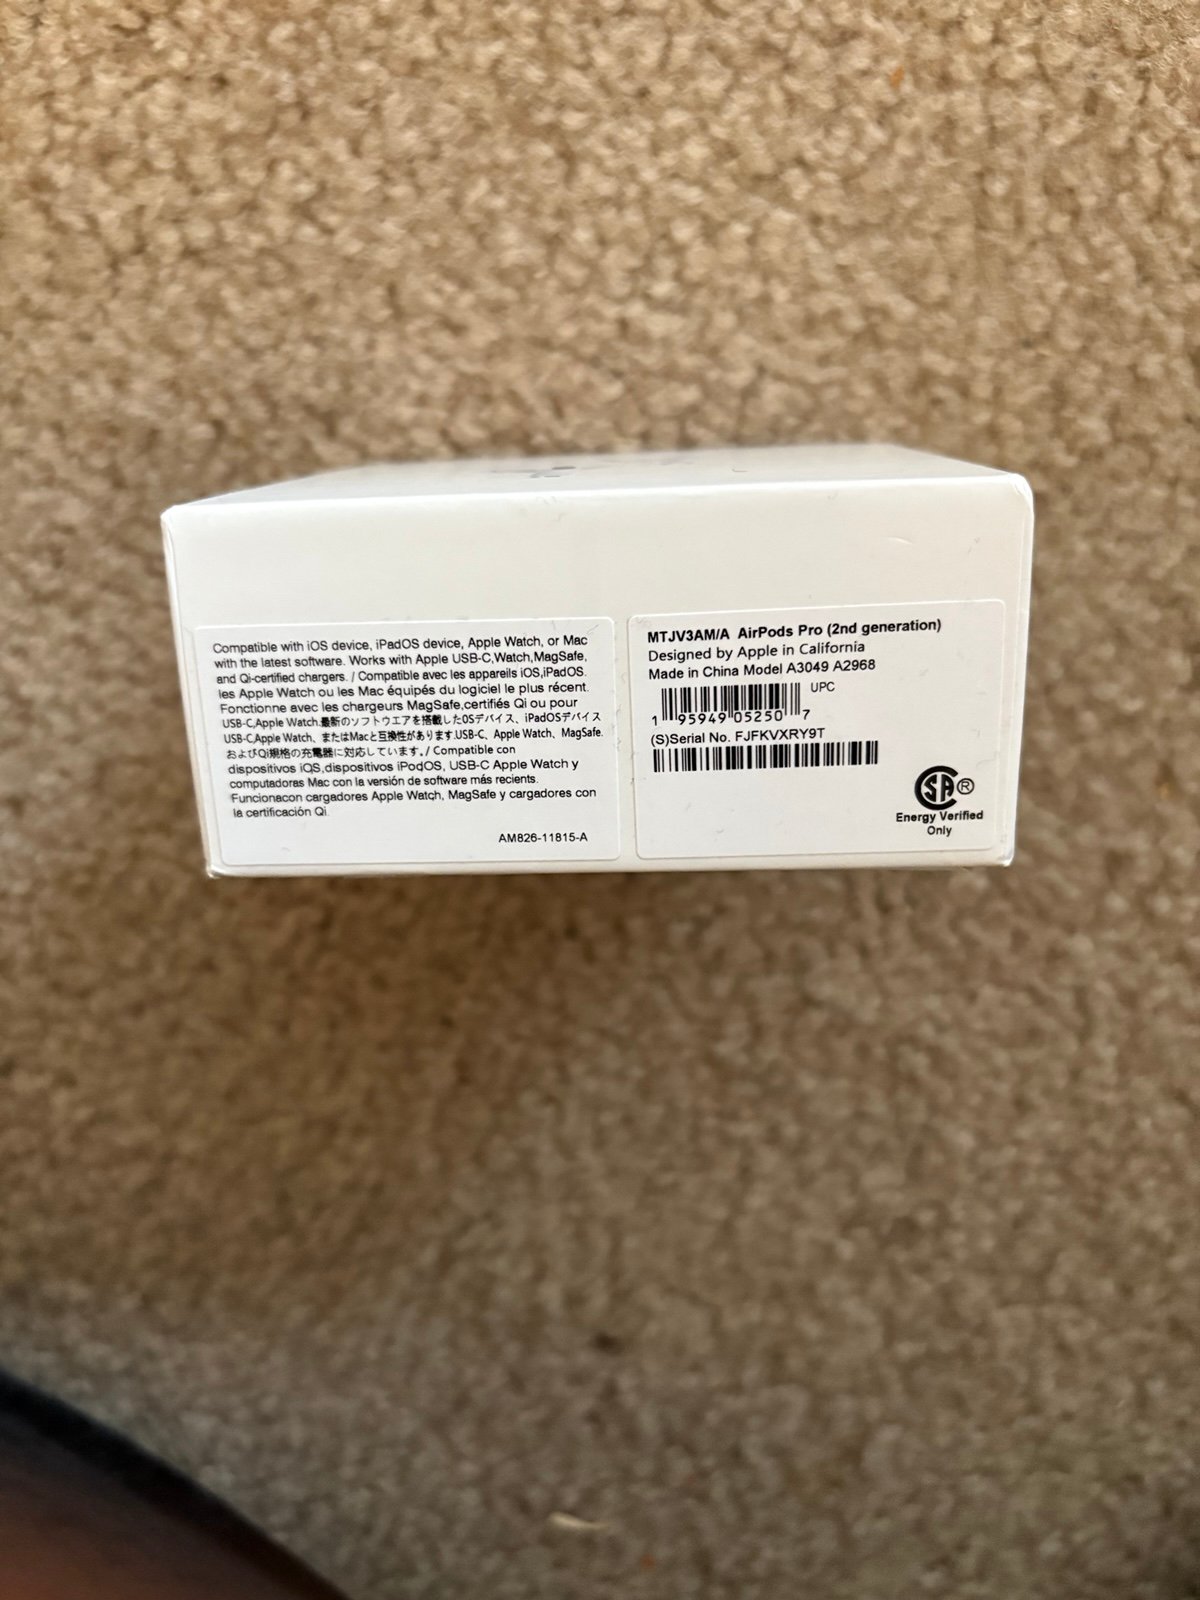 Compatible with iOS device, iPadOS device, Apple Watch, or Mac
with the latest software. Works with Apple USB-C,Watch,MagSafe,
and Qi-certified chargers. / Compatible avec les appareils iOS,iPadOS.
les Apple Watch ou les Mac équipés du logiciel le plus récent.
Fonctionne avec les chargeurs MagSafe,certifiés Qi ou pour
USB-C,Apple Watch.最新のソフトウエアを搭載したOSデバイス、iPadOSデバイス
USB-C,Apple Watch、またはMacと互換性があります.USB-C、Apple Watch、MagSafe.
およびQi規格の充電器に対応しています。/ Compatible con
dispositivos iOS,dispositivos iPodOS, USB-C Apple Watch y
computadoras Mac con la versión de software más recients.
Funcionacon cargadores Apple Watch, MagSafe y cargadores con
la certificación Qi.
AM826-11815-A
MTJV3AM/A AirPods Pro (2nd generation)
Designed by Apple in California
Made in China Model A3049 A2968
UPC
1 95949 05250 7
(S)Serial No. FJFKVXRY9T
SA ®
Energy Verified
Only